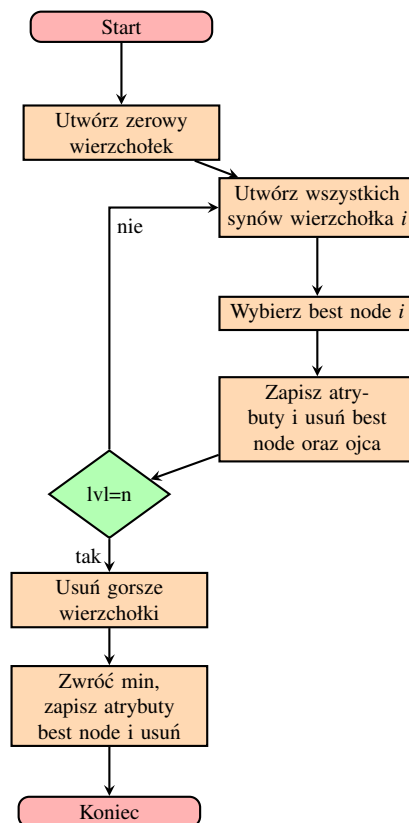 Start
Utwórz zerowy
wierzchołek
Utwórz wszystkich
synów wierzchołka i
nie
Wybierz best node i
Zapisz atry-
buty i usuń best
node oraz ojca
lvl=n
tak
Usuń gorsze
wierzchołki
Zwróć min,
zapisz atrybuty
best node i usuń
Koniec